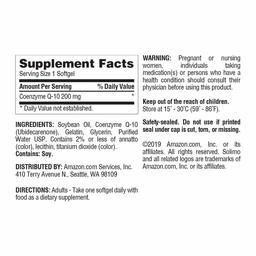 Supplement Facts
Serving Size 1 Softgel
Amount Per Serving % Daily Value
Coenzyme Q-10 200 mg *
* Daily Value not established.
INGREDIENTS: Soybean Oil, Coenzyme Q-10
(Ubidecarenone), Gelatin, Glycerin, Purified
Water USP. Contains 2% or less of annatto
(color), lecithin, titanium dioxide (color).
Contains: Soy.
DISTRIBUTED BY: Amazon.com Services, Inc.
410 Terry Avenue N., Seattle, WA 98109
DIRECTIONS: Adults - Take one softgel daily with
food as a dietary supplement.
WARNING: Pregnant or nursing
women, individuals taking
medication(s) or persons who have a
health condition should consult their
physician before using this product.
Keep out of the reach of children.
Store at 15˚ - 30˚C (59˚ - 86˚F).
Safety-sealed. Do not use if printed
seal under cap is cut, torn, or missing.
©2019 Amazon.com, Inc. or its
affiliates. All rights reserves. Solimo
and all related logos are trademarks of
Amazon.com, Inc. or its affiliates.